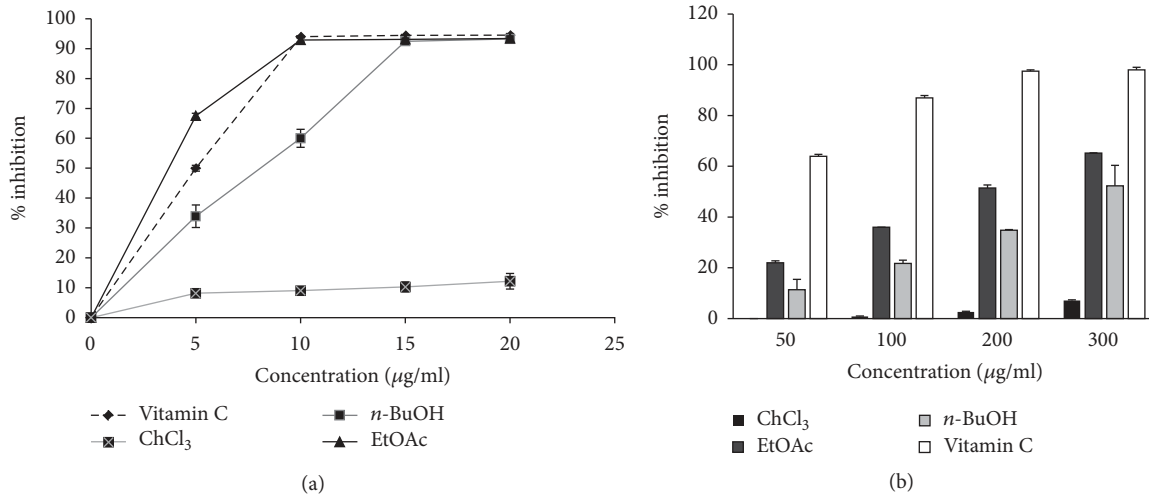 100
90
80
70
60
50
40
30
20
10
0
% inhibition
0 5 10 15 20 25
Concentration (μg/ml)
Vitamin C n-BuOH
ChCl₃ EtOAc
(a)
120
100
80
60
40
20
0
% inhibition
50 100 200 300
Concentration (μg/ml)
ChCl₃ n-BuOH
EtOAc Vitamin C
(b)